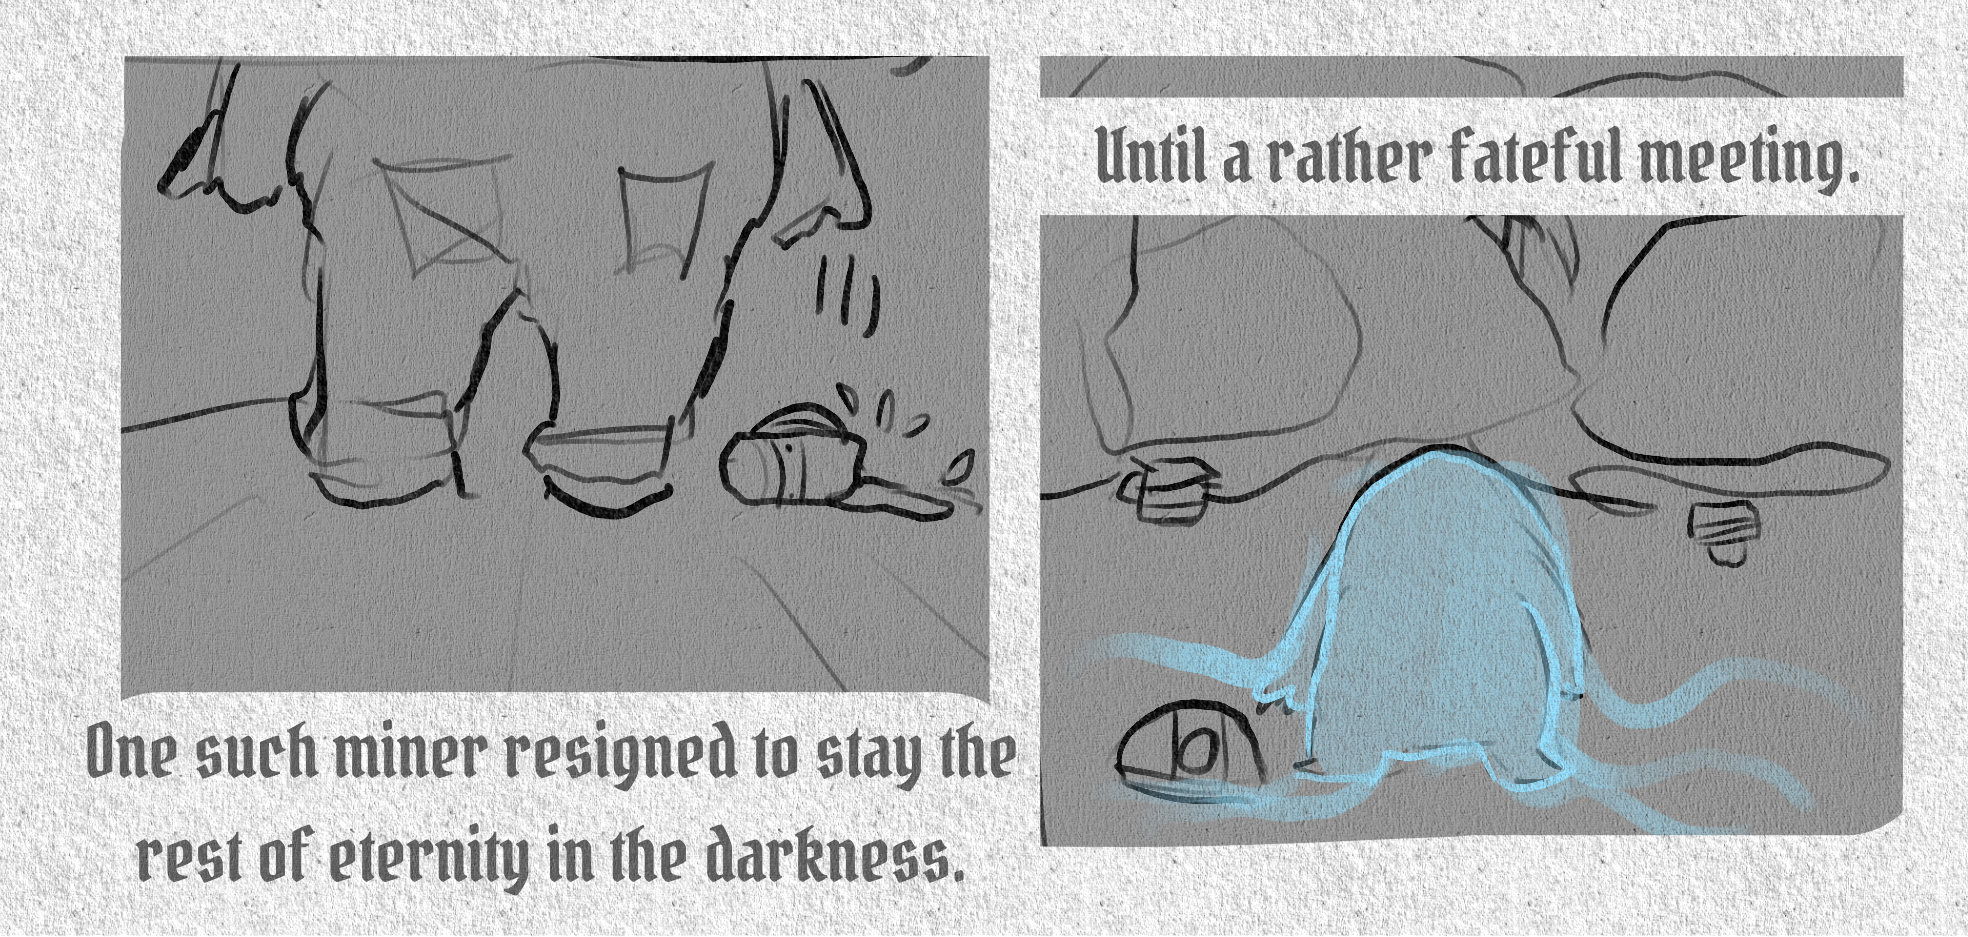 One such miner resigned to stay the
rest of eternity in the darkness.
Until a rather fateful meeting.